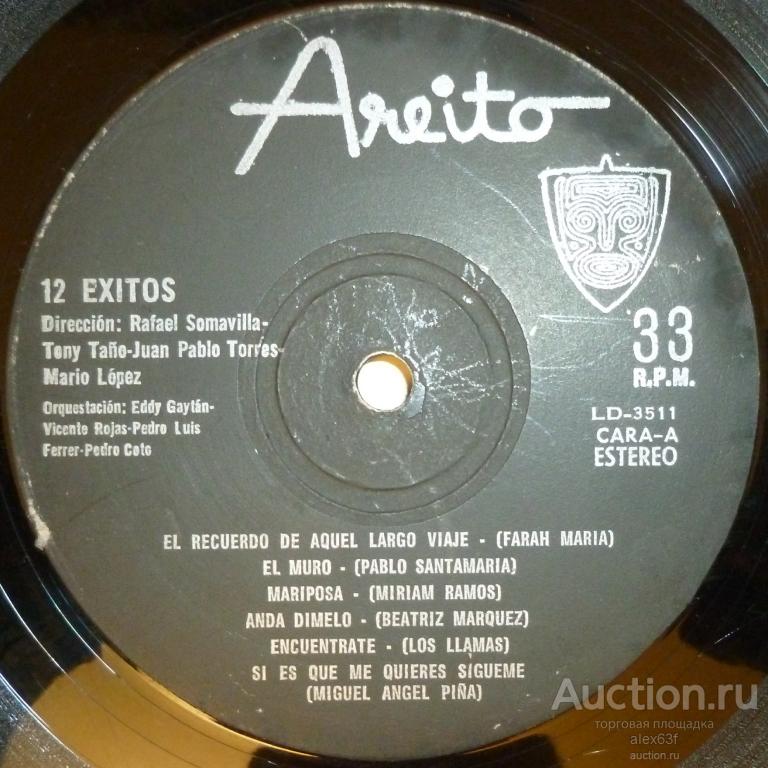 Areito
12 EXITOS
Dirección: Rafael Somavilla-
Tony Taño-Juan Pablo Torres-
Mario López
Orquestación: Eddy Gaytán-
Vicente Rojas-Pedro Luis
Ferrer-Pedro Coto
33
R.P.M.
LD-3511
CARA-A
ESTEREO
EL RECUERDO DE AQUEL LARGO VIAJE - (FARAH MARIA)
EL MURO - (PABLO SANTAMARIA)
MARIPOSA - (MIRIAM RAMOS)
ANDA DIMELO - (BEATRIZ MARQUEZ)
ENCUENTRATE - (LOS LLAMAS)
SI ES QUE ME QUIERES SÍGUEME
(MIGUEL ANGEL PIÑA)
Auction.ru
торговая площадка
alex63f
auction.ru